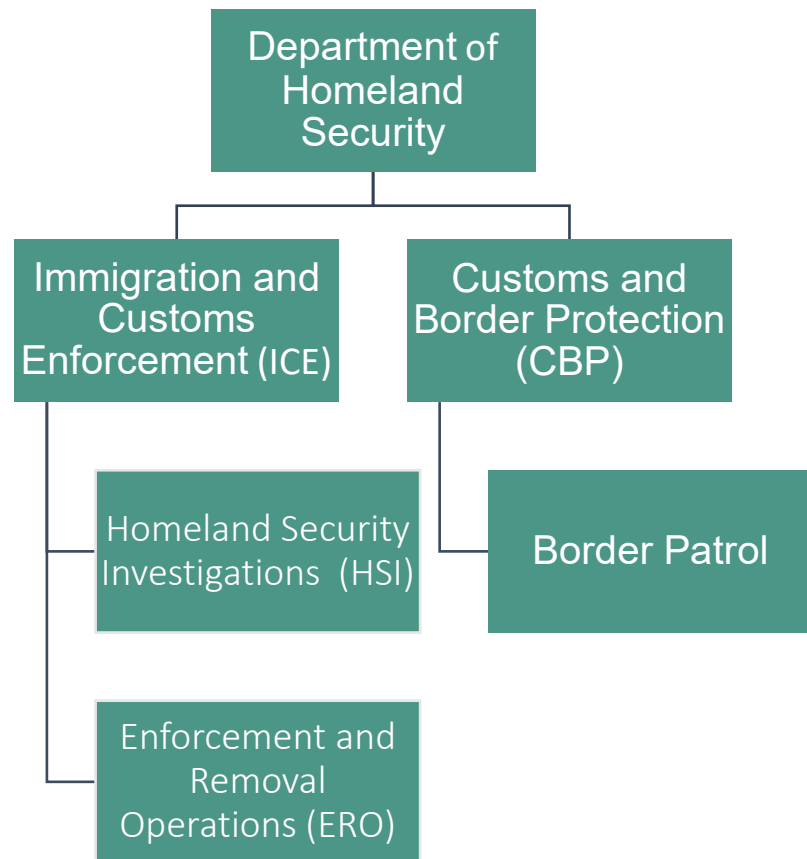 Department of
Homeland
Security
Immigration and
Customs
Enforcement (ICE)
Customs and
Border Protection
(CBP)
Homeland Security
Investigations (HSI)
Border Patrol
Enforcement and
Removal
Operations (ERO)